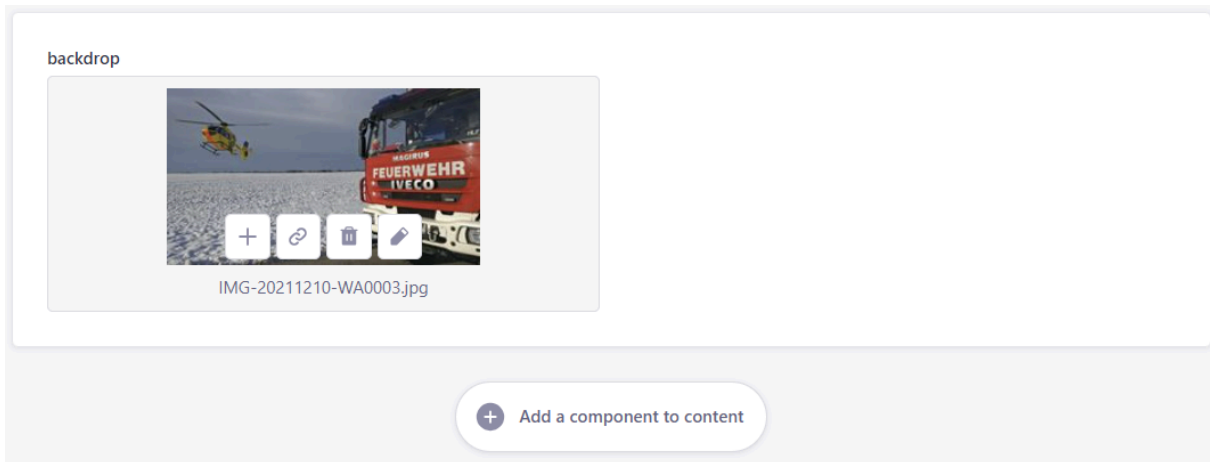 backdrop
MAGIRUS
FEUERWEHR
IVECO
IMG-20211210-WA0003.jpg
Add a component to content